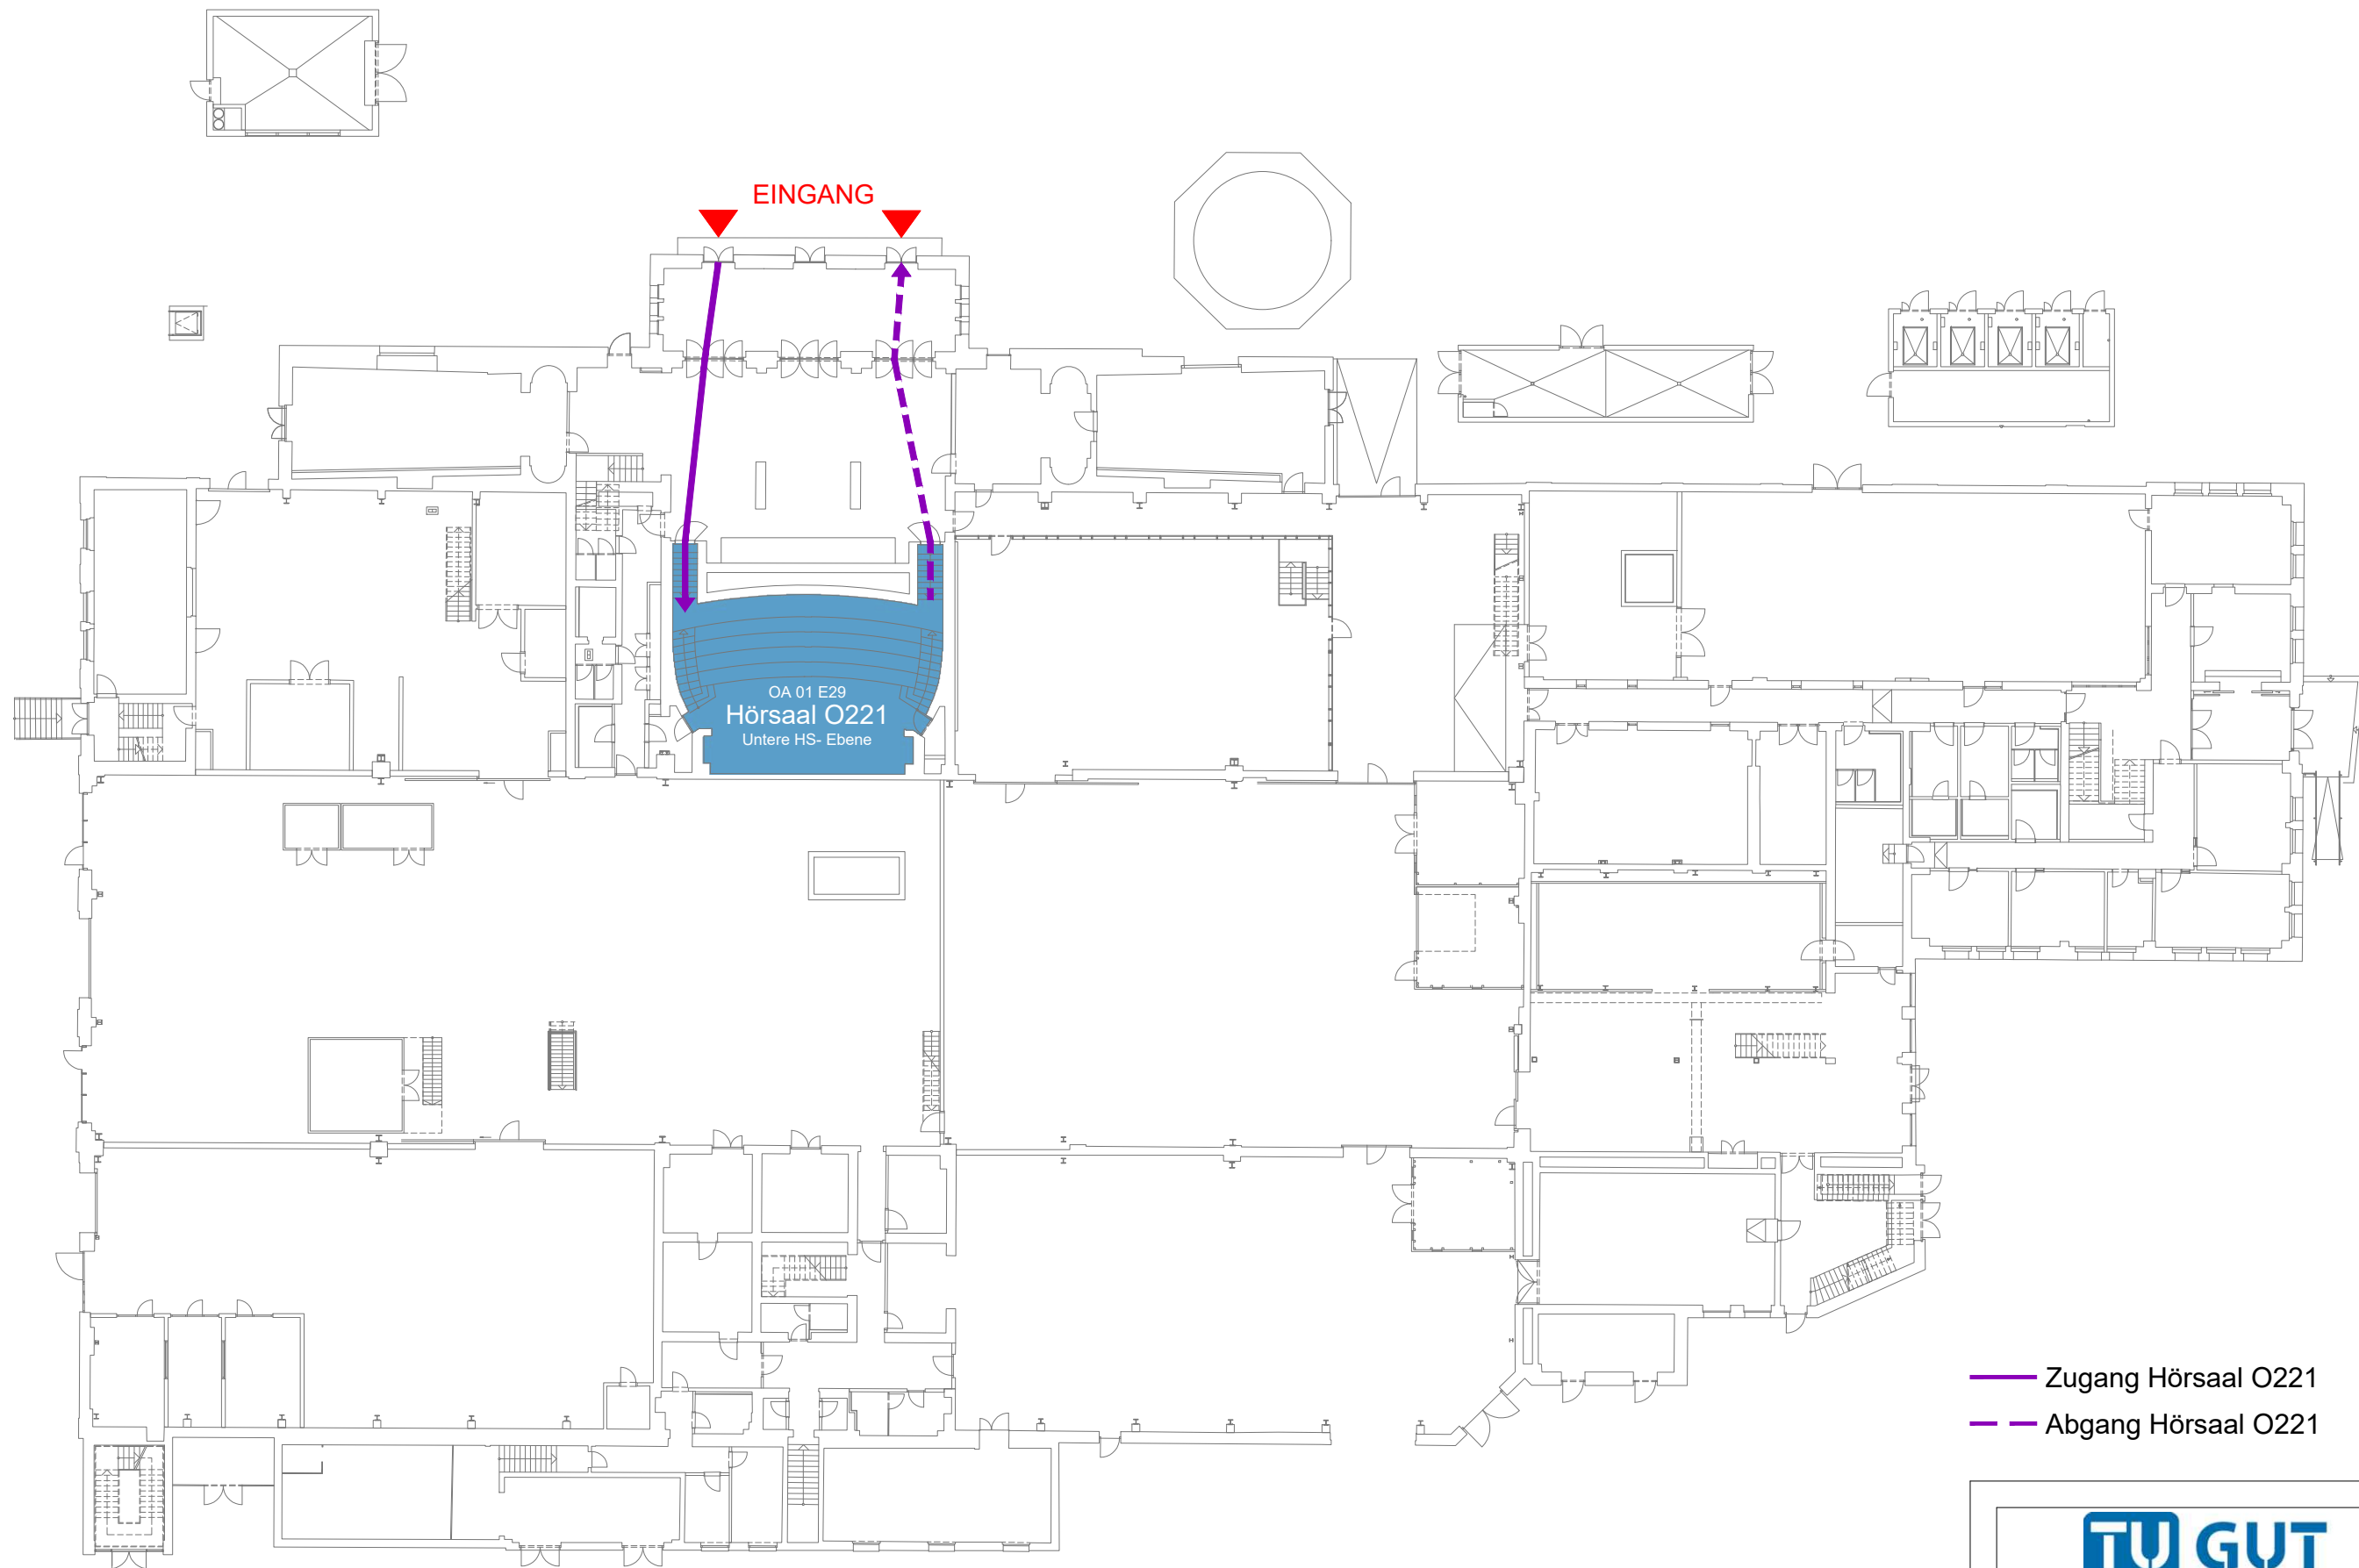 EINGANG
OA 01 E29
Hörsaal O221
Untere HS- Ebene
Zugang Hörsaal O221
Abgang Hörsaal O221
TU GUT